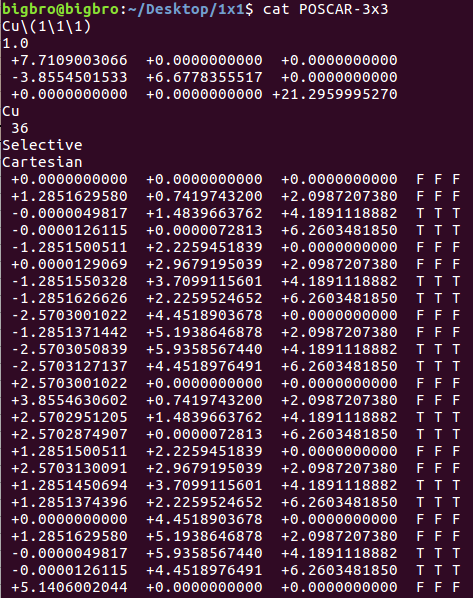 bigbro@bigbro:~/Desktop/1x1$ cat POSCAR-3x3
Cu\(1\1\1)
1.0
+7.7109003066 +0.0000000000 +0.0000000000
-3.8554501533 +6.6778355517 +0.0000000000
+0.0000000000 +0.0000000000 +21.2959995270
Cu
36
Selective
Cartesian
+0.0000000000 +0.0000000000 +0.0000000000 F F F
+1.2851629580 +0.7419743200 +2.0987207380 F F F
-0.0000049817 +1.4839663762 +4.1891118882 T T T
-0.0000126115 +0.0000072813 +6.2603481850 T T T
-1.2851500511 +2.2259451839 +0.0000000000 F F F
+0.0000129069 +2.9679195039 +2.0987207380 F F F
-1.2851550328 +3.7099115601 +4.1891118882 T T T
-1.2851626626 +2.2259524652 +6.2603481850 T T T
-2.5703001022 +4.4518903678 +0.0000000000 F F F
-1.2851371442 +5.1938646878 +2.0987207380 F F F
-2.5703050839 +5.9358567440 +4.1891118882 T T T
-2.5703127137 +4.4518976491 +6.2603481850 T T T
+2.5703001022 +0.0000000000 +0.0000000000 F F F
+3.8554630602 +0.7419743200 +2.0987207380 F F F
+2.5702951205 +1.4839663762 +4.1891118882 T T T
+2.5702874907 +0.0000072813 +6.2603481850 T T T
+1.2851500511 +2.2259451839 +0.0000000000 F F F
+2.5703130091 +2.9679195039 +2.0987207380 F F F
+1.2851450694 +3.7099115601 +4.1891118882 T T T
+1.2851374396 +2.2259524652 +6.2603481850 T T T
+0.0000000000 +4.4518903678 +0.0000000000 F F F
+1.2851629580 +5.1938646878 +2.0987207380 F F F
-0.0000049817 +5.9358567440 +4.1891118882 T T T
-0.0000126115 +4.4518976491 +6.2603481850 T T T
+5.1406002044 +0.0000000000 +0.0000000000 F F F